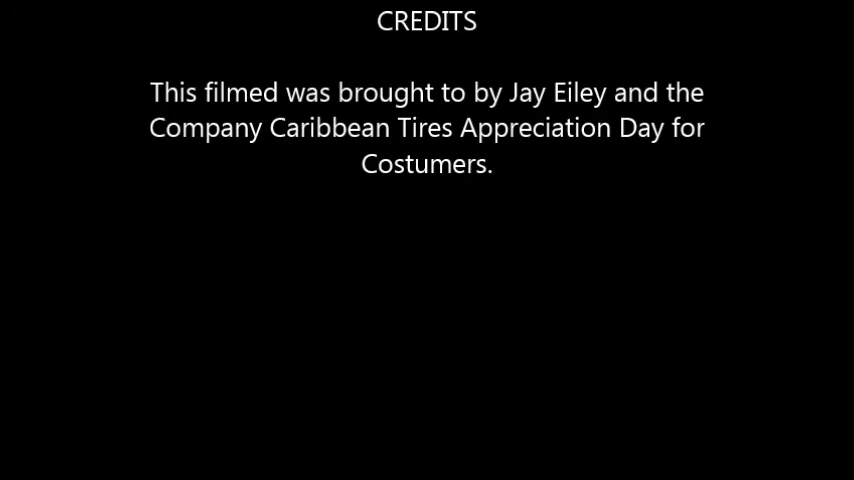 CREDITS
This filmed was brought to by Jay Eiley and the
Company Caribbean Tires Appreciation Day for
Costumers.